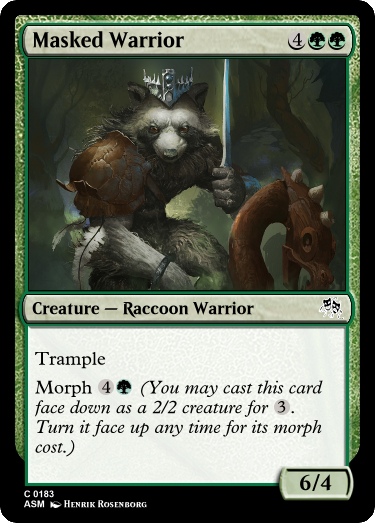 Masked Warrior 4
Creature — Raccoon Warrior
Trample
Morph 4 (You may cast this card
face down as a 2/2 creature for 3.
Turn it face up any time for its morph
cost.)
6/4
C 0183
ASM Henrik Rosenborg